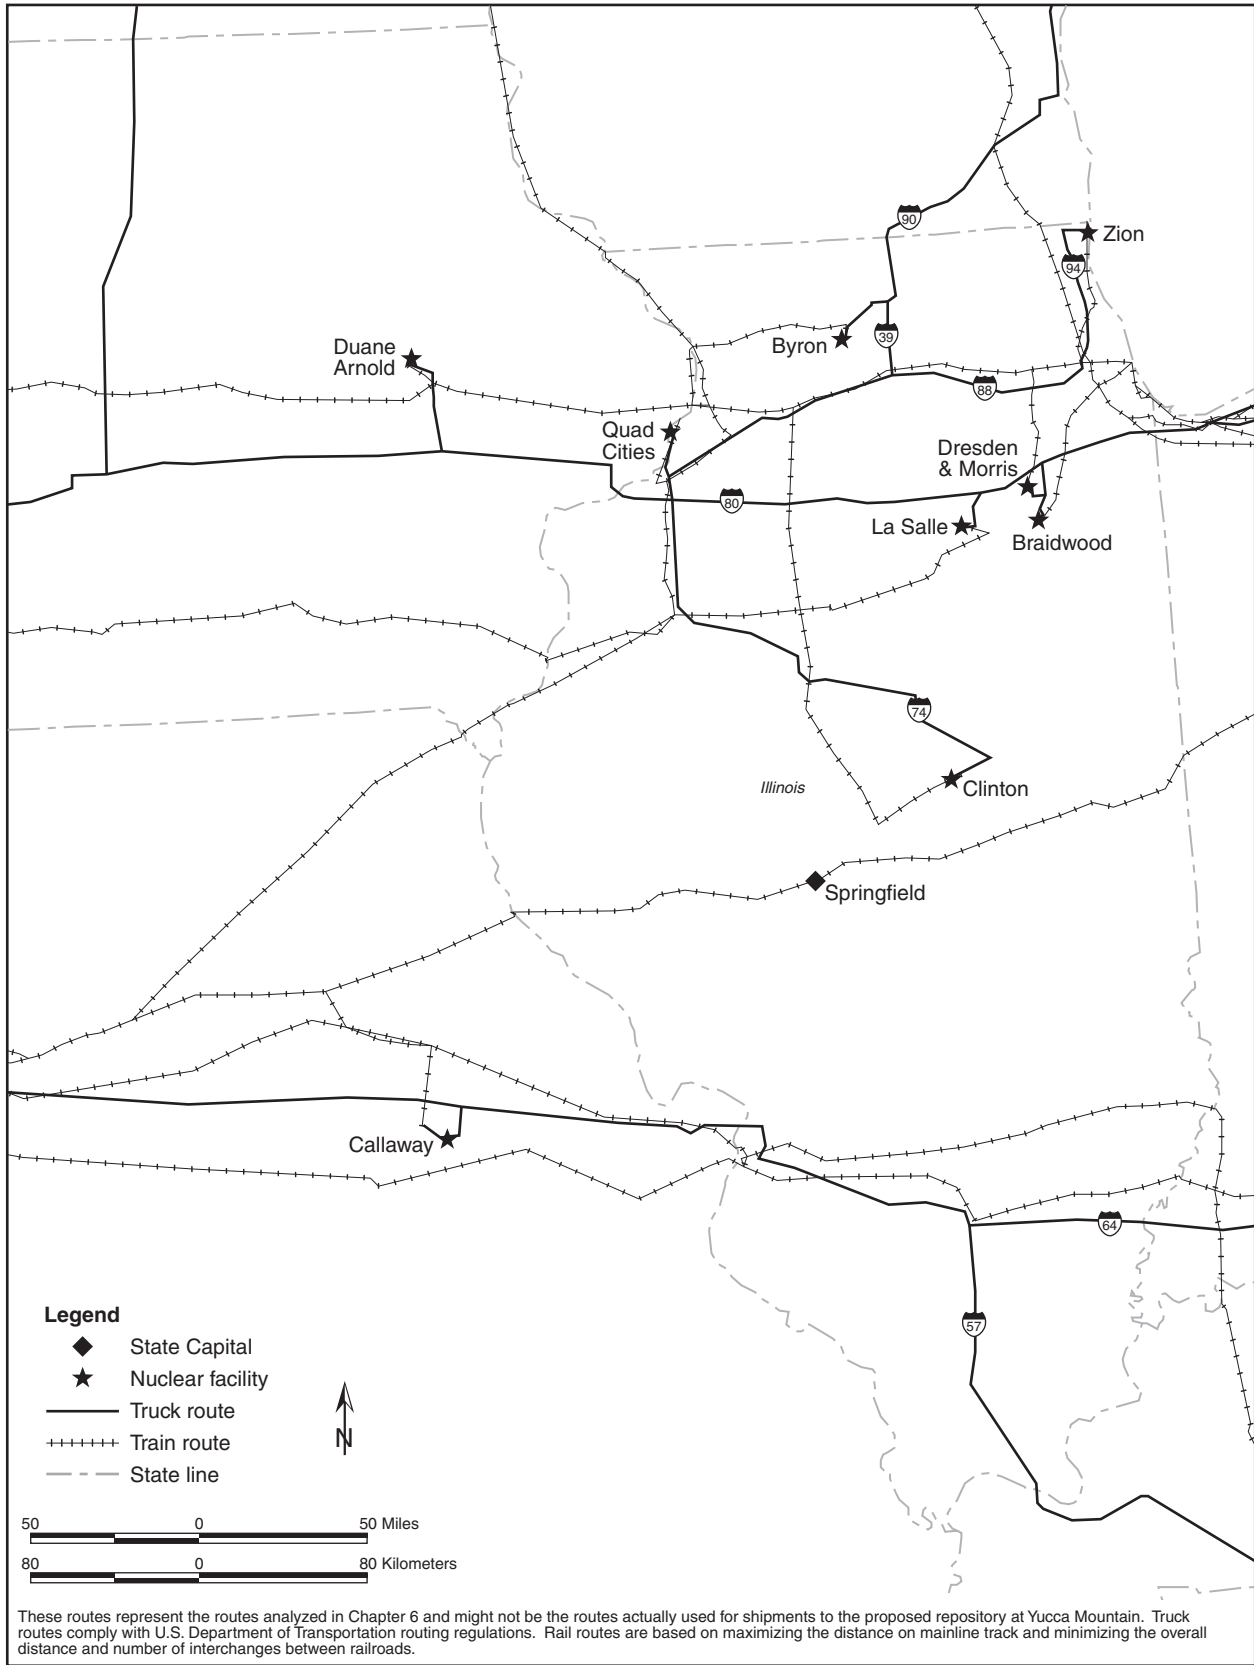 90
Zion
94
Duane
Arnold
Byron
39
88
Quad
Cities
Dresden
& Morris
80
La Salle
Braidwood
74
Illinois
Clinton
Springfield
Callaway
64
57
Legend
State Capital
Nuclear facility
Truck route
Train route
State line
N
50 0 50 Miles
80 0 80 Kilometers
These routes represent the routes analyzed in Chapter 6 and might not be the routes actually used for shipments to the proposed repository at Yucca Mountain. Truck
routes comply with U.S. Department of Transportation routing regulations. Rail routes are based on maximizing the distance on mainline track and minimizing the overall
distance and number of interchanges between railroads.